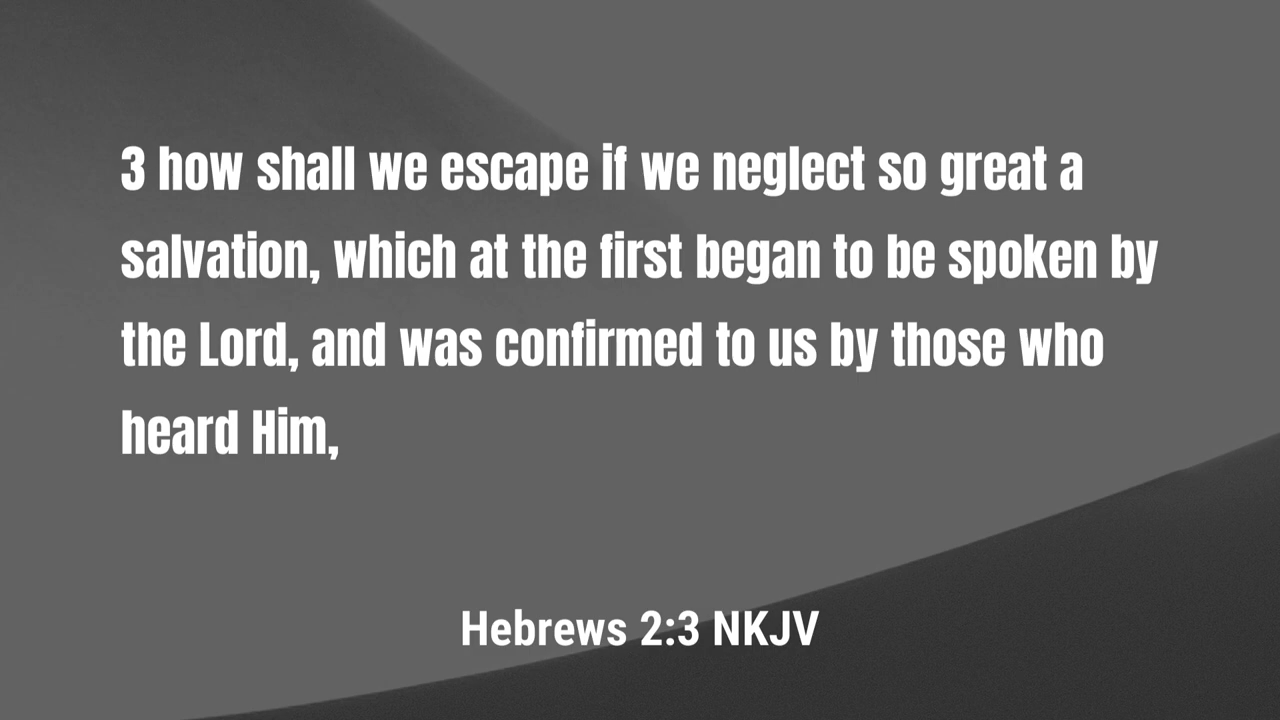 3 how shall we escape if we neglect so great a
salvation, which at the first began to be spoken by
the Lord, and was confirmed to us by those who
heard Him,
Hebrews 2:3 NKJV